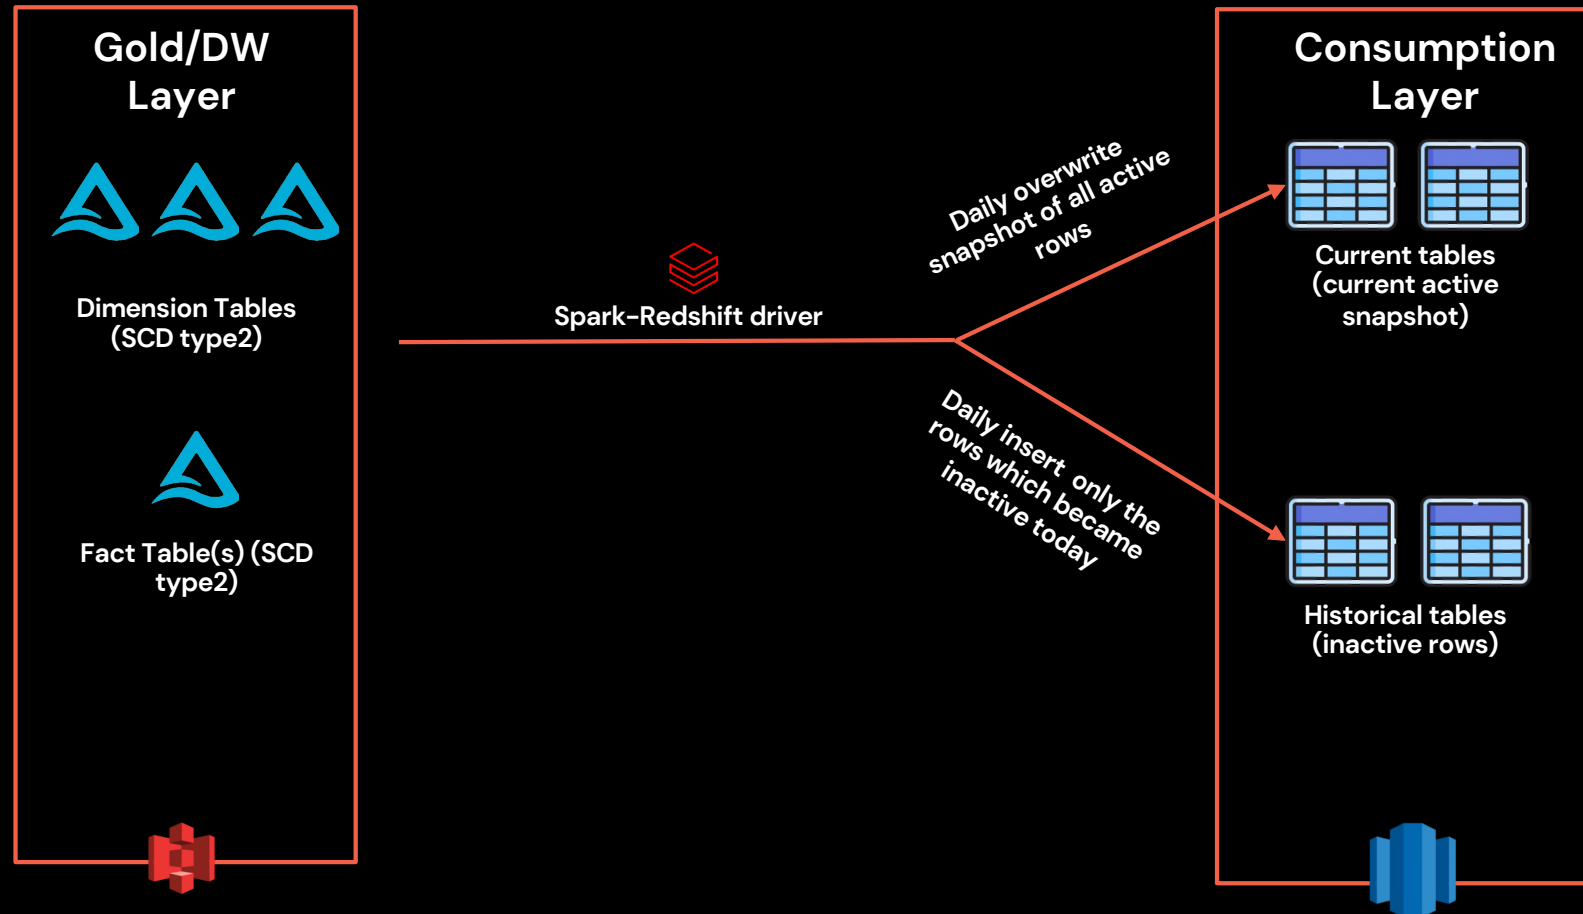 Gold/DW
Layer
Dimension Tables
(SCD type2)
Fact Table(s) (SCD
type2)
Spark-Redshift driver
Daily overwrite
snapshot of all active
rows
Daily insert  only the
rows which became
inactive today
Consumption
Layer
Current tables
(current active
snapshot)
Historical tables
(inactive rows)